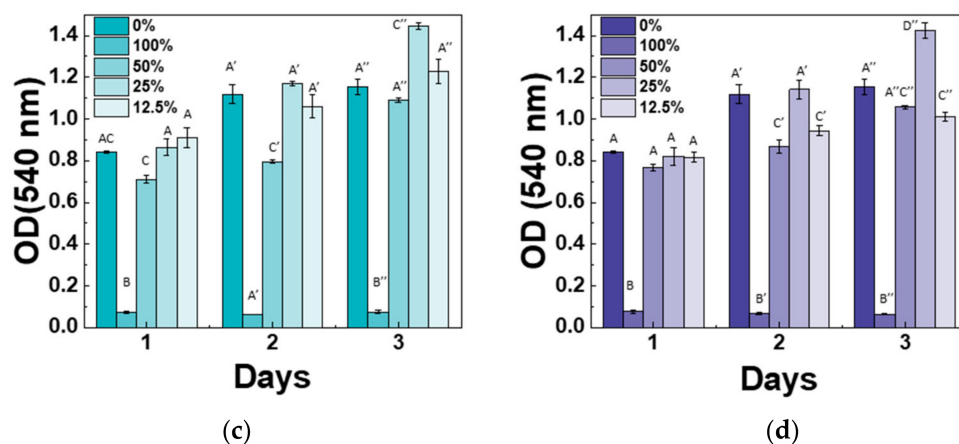 0%
100%
50%
25%
12.5%
OD(540 nm)
1.4
1.2
1.0
0.8
0.6
0.4
0.2
0.0
AC
B
C
A
A
A′
A′
C′
A′
A′
A′′
B′′
A′′
C′′
A′′
1
2
3
Days
(c)
0%
100%
50%
25%
12.5%
OD (540 nm)
1.4
1.2
1.0
0.8
0.6
0.4
0.2
0.0
A
B
A
A
A
A′
B′
C′
A′
C′
A′′
B′′
A′′C′′
D′′
C′′
1
2
3
Days
(d)